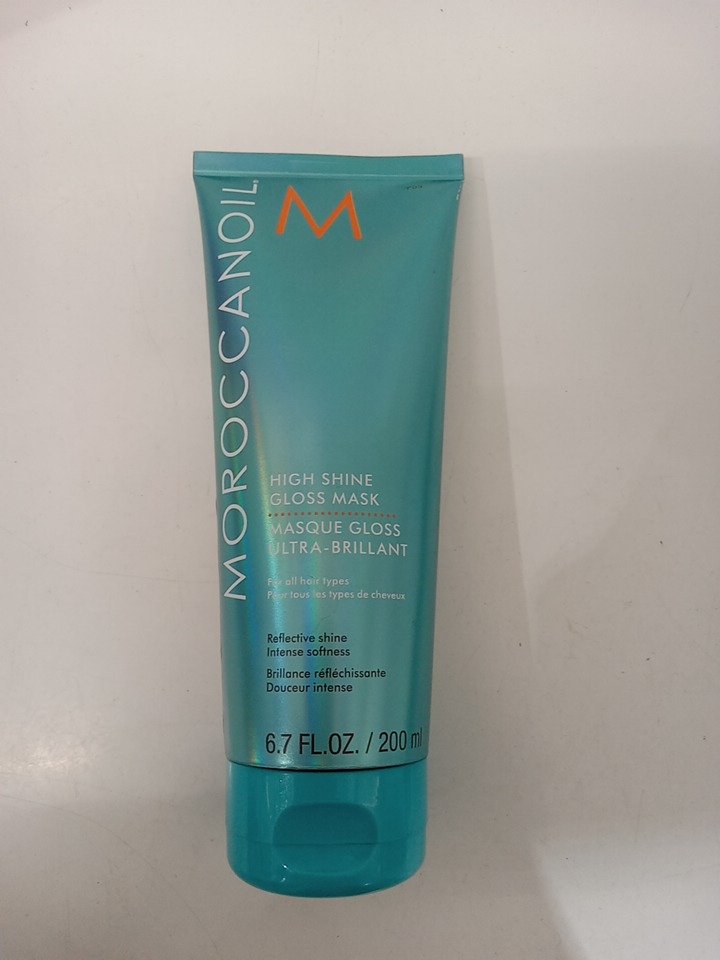 M
MOROCCANOIL®
HIGH SHINE
GLOSS MASK
MASQUE GLOSS
ULTRA-BRILLANT
For all hair types
Pour tous les types de cheveux
Reflective shine
Intense softness
Brillance réfléchissante
Douceur intense
6.7 FL.OZ. / 200 ml